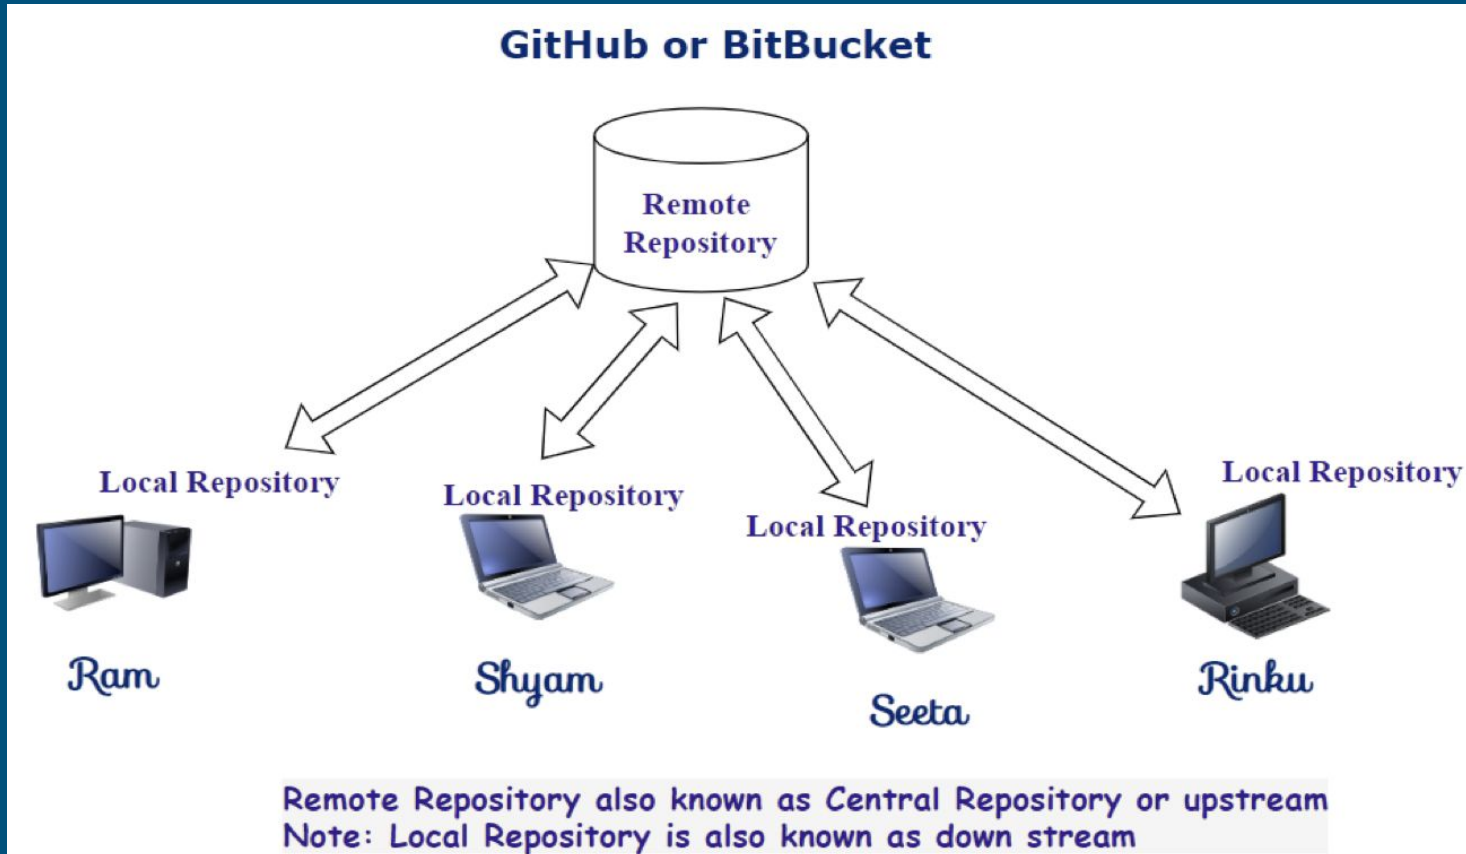 GitHub or BitBucket
Remote
Repository
Local Repository
Local Repository
Local Repository
Local Repository
Ram
Shyam
Seeta
Rinku
Remote Repository also known as Central Repository or upstream
Note: Local Repository is also known as down stream